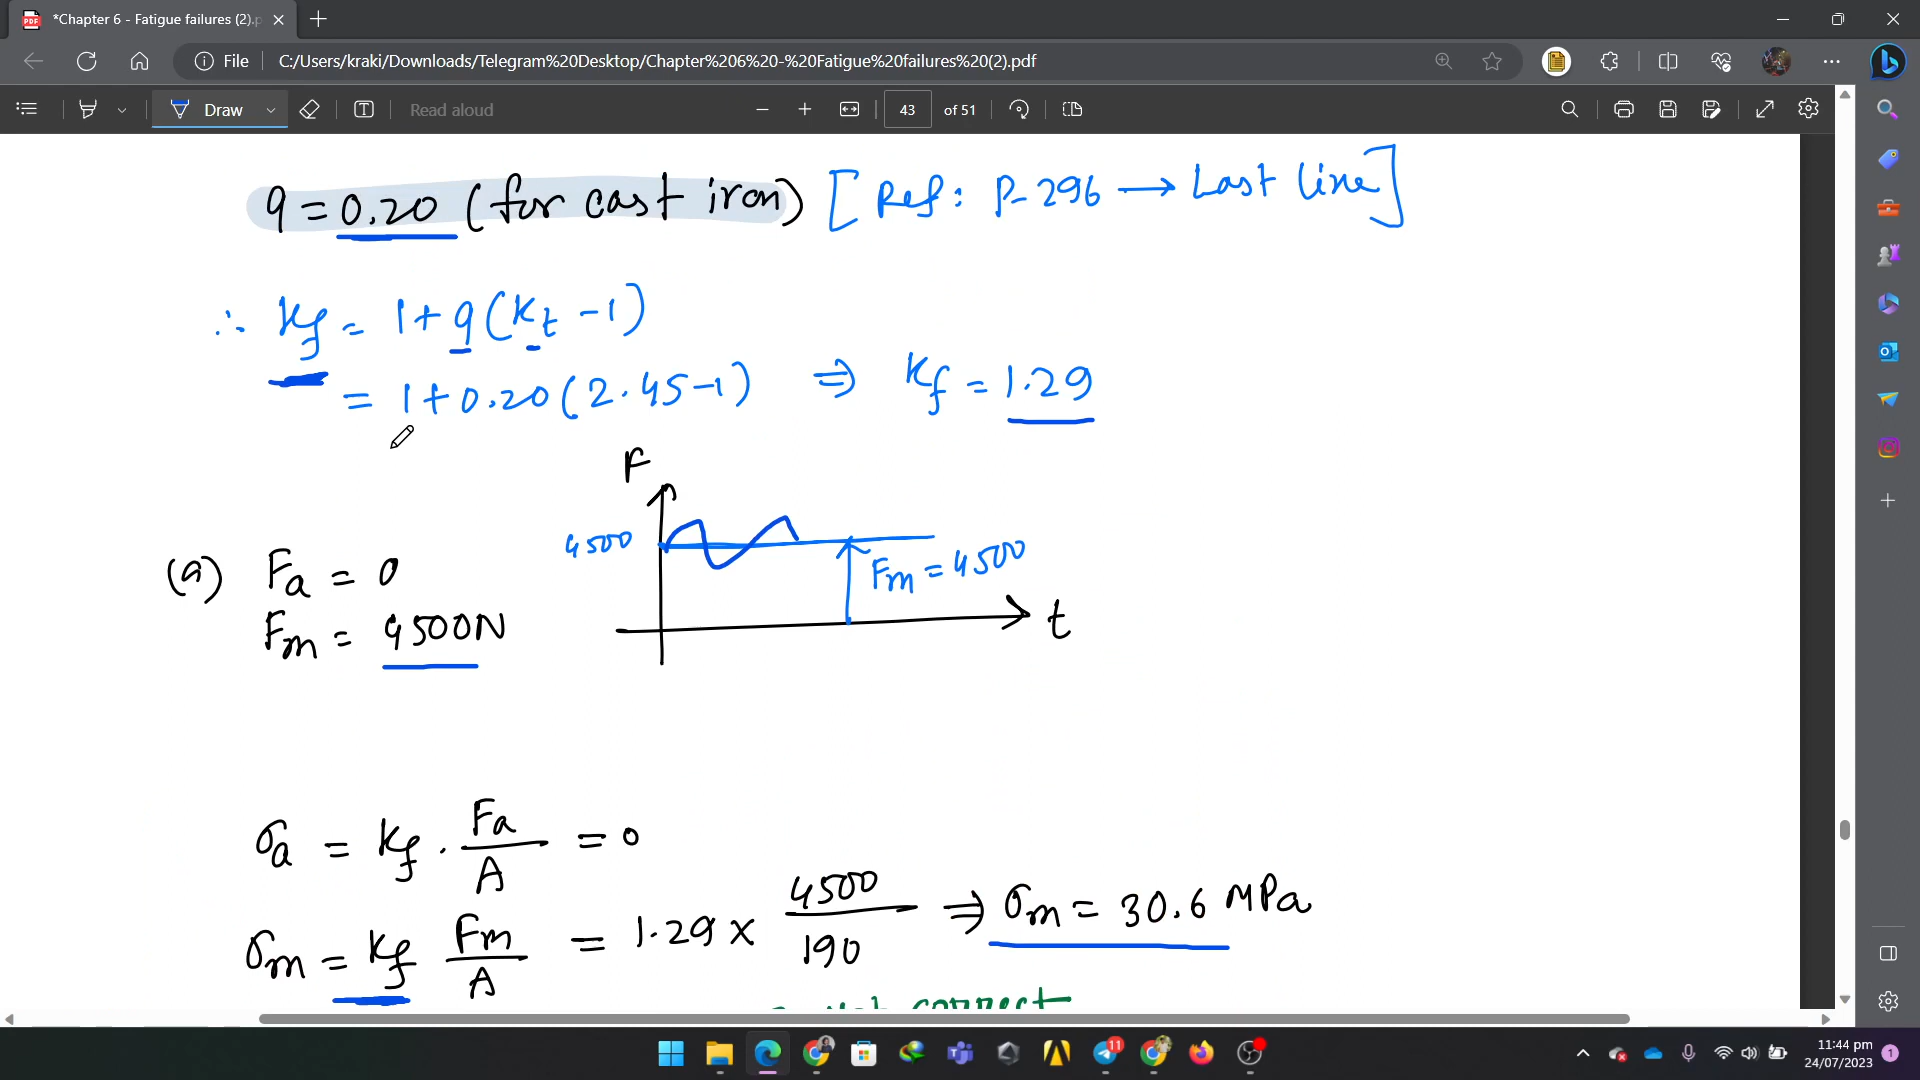 *Chapter 6 - Fatigue failures (2).p
File C:/Users/kraki/Downloads/Telegram%20Desktop/Chapter%206%20-%20Fatigue%20failures%20(2).pdf
Draw Read aloud 43 of 51
q = 0.20 (for cast iron) [Ref: P-296 → Last line]
∴ Kf = 1 + q (Kt - 1)
= 1 + 0.20 (2.45 - 1) ⇒ Kf = 1.29
F
4500
Fm = 4500
t
(a) Fa = 0
Fm = 4500N
σa = Kf . Fa/A = 0
σm = Kf Fm/A = 1.29 x 4500/190 ⇒ σm = 30.6 MPa
correct
11
11:44 pm
24/07/2023
1